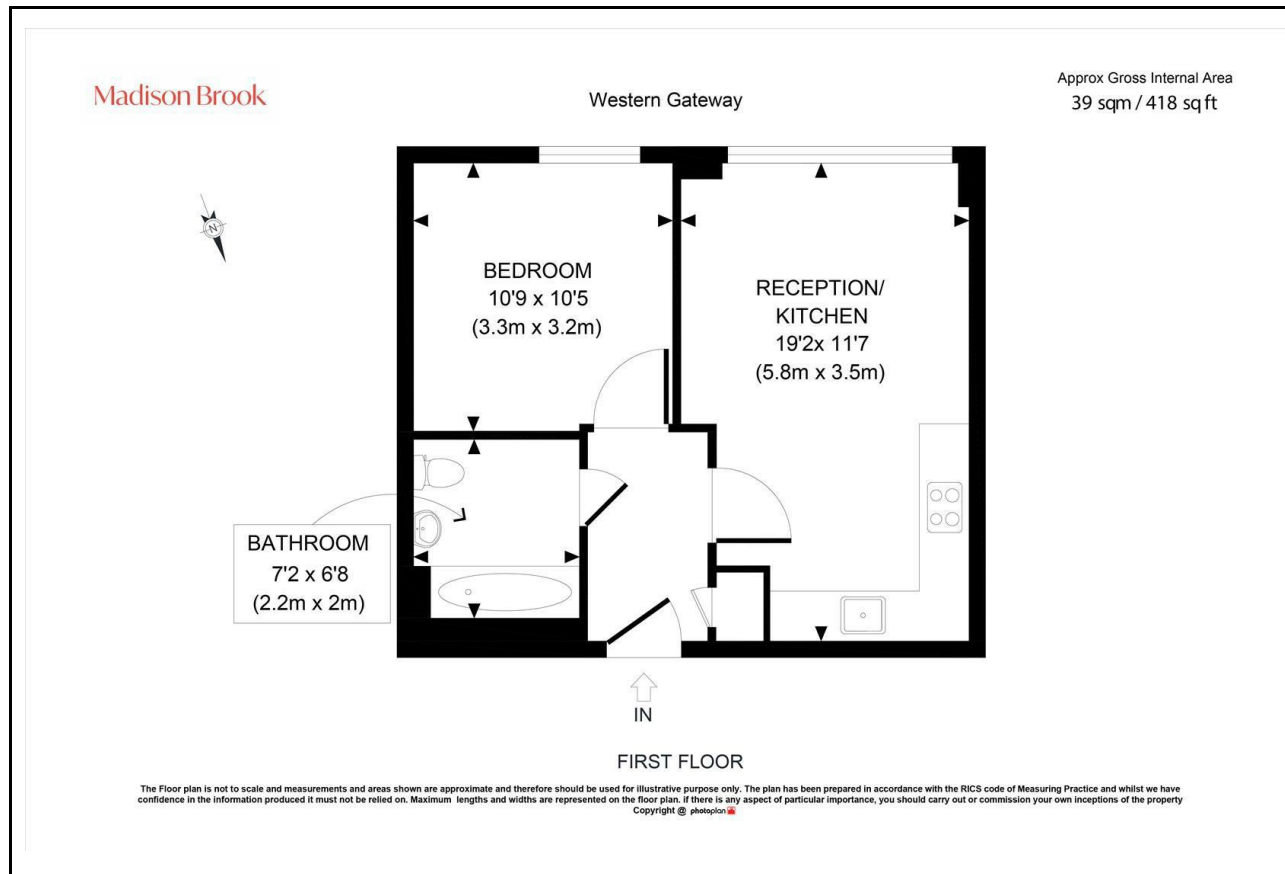 Madison Brook
Western Gateway
Approx Gross Internal Area
39 sqm / 418 sq ft
N
BEDROOM
10'9 x 10'5
(3.3m x 3.2m)
RECEPTION/
KITCHEN
19'2x 11'7
(5.8m x 3.5m)
BATHROOM
7'2 x 6'8
(2.2m x 2m)
IN
FIRST FLOOR
The Floor plan is not to scale and measurements and areas shown are approximate and therefore should be used for illustrative purpose only. The plan has been prepared in accordance with the RICS code of Measuring Practice and whilst we have
confidence in the information produced it must not be relied on. Maximum lengths and widths are represented on the floor plan. if there is any aspect of particular importance, you should carry out or commission your own inceptions of the property
Copyright @ photoplan